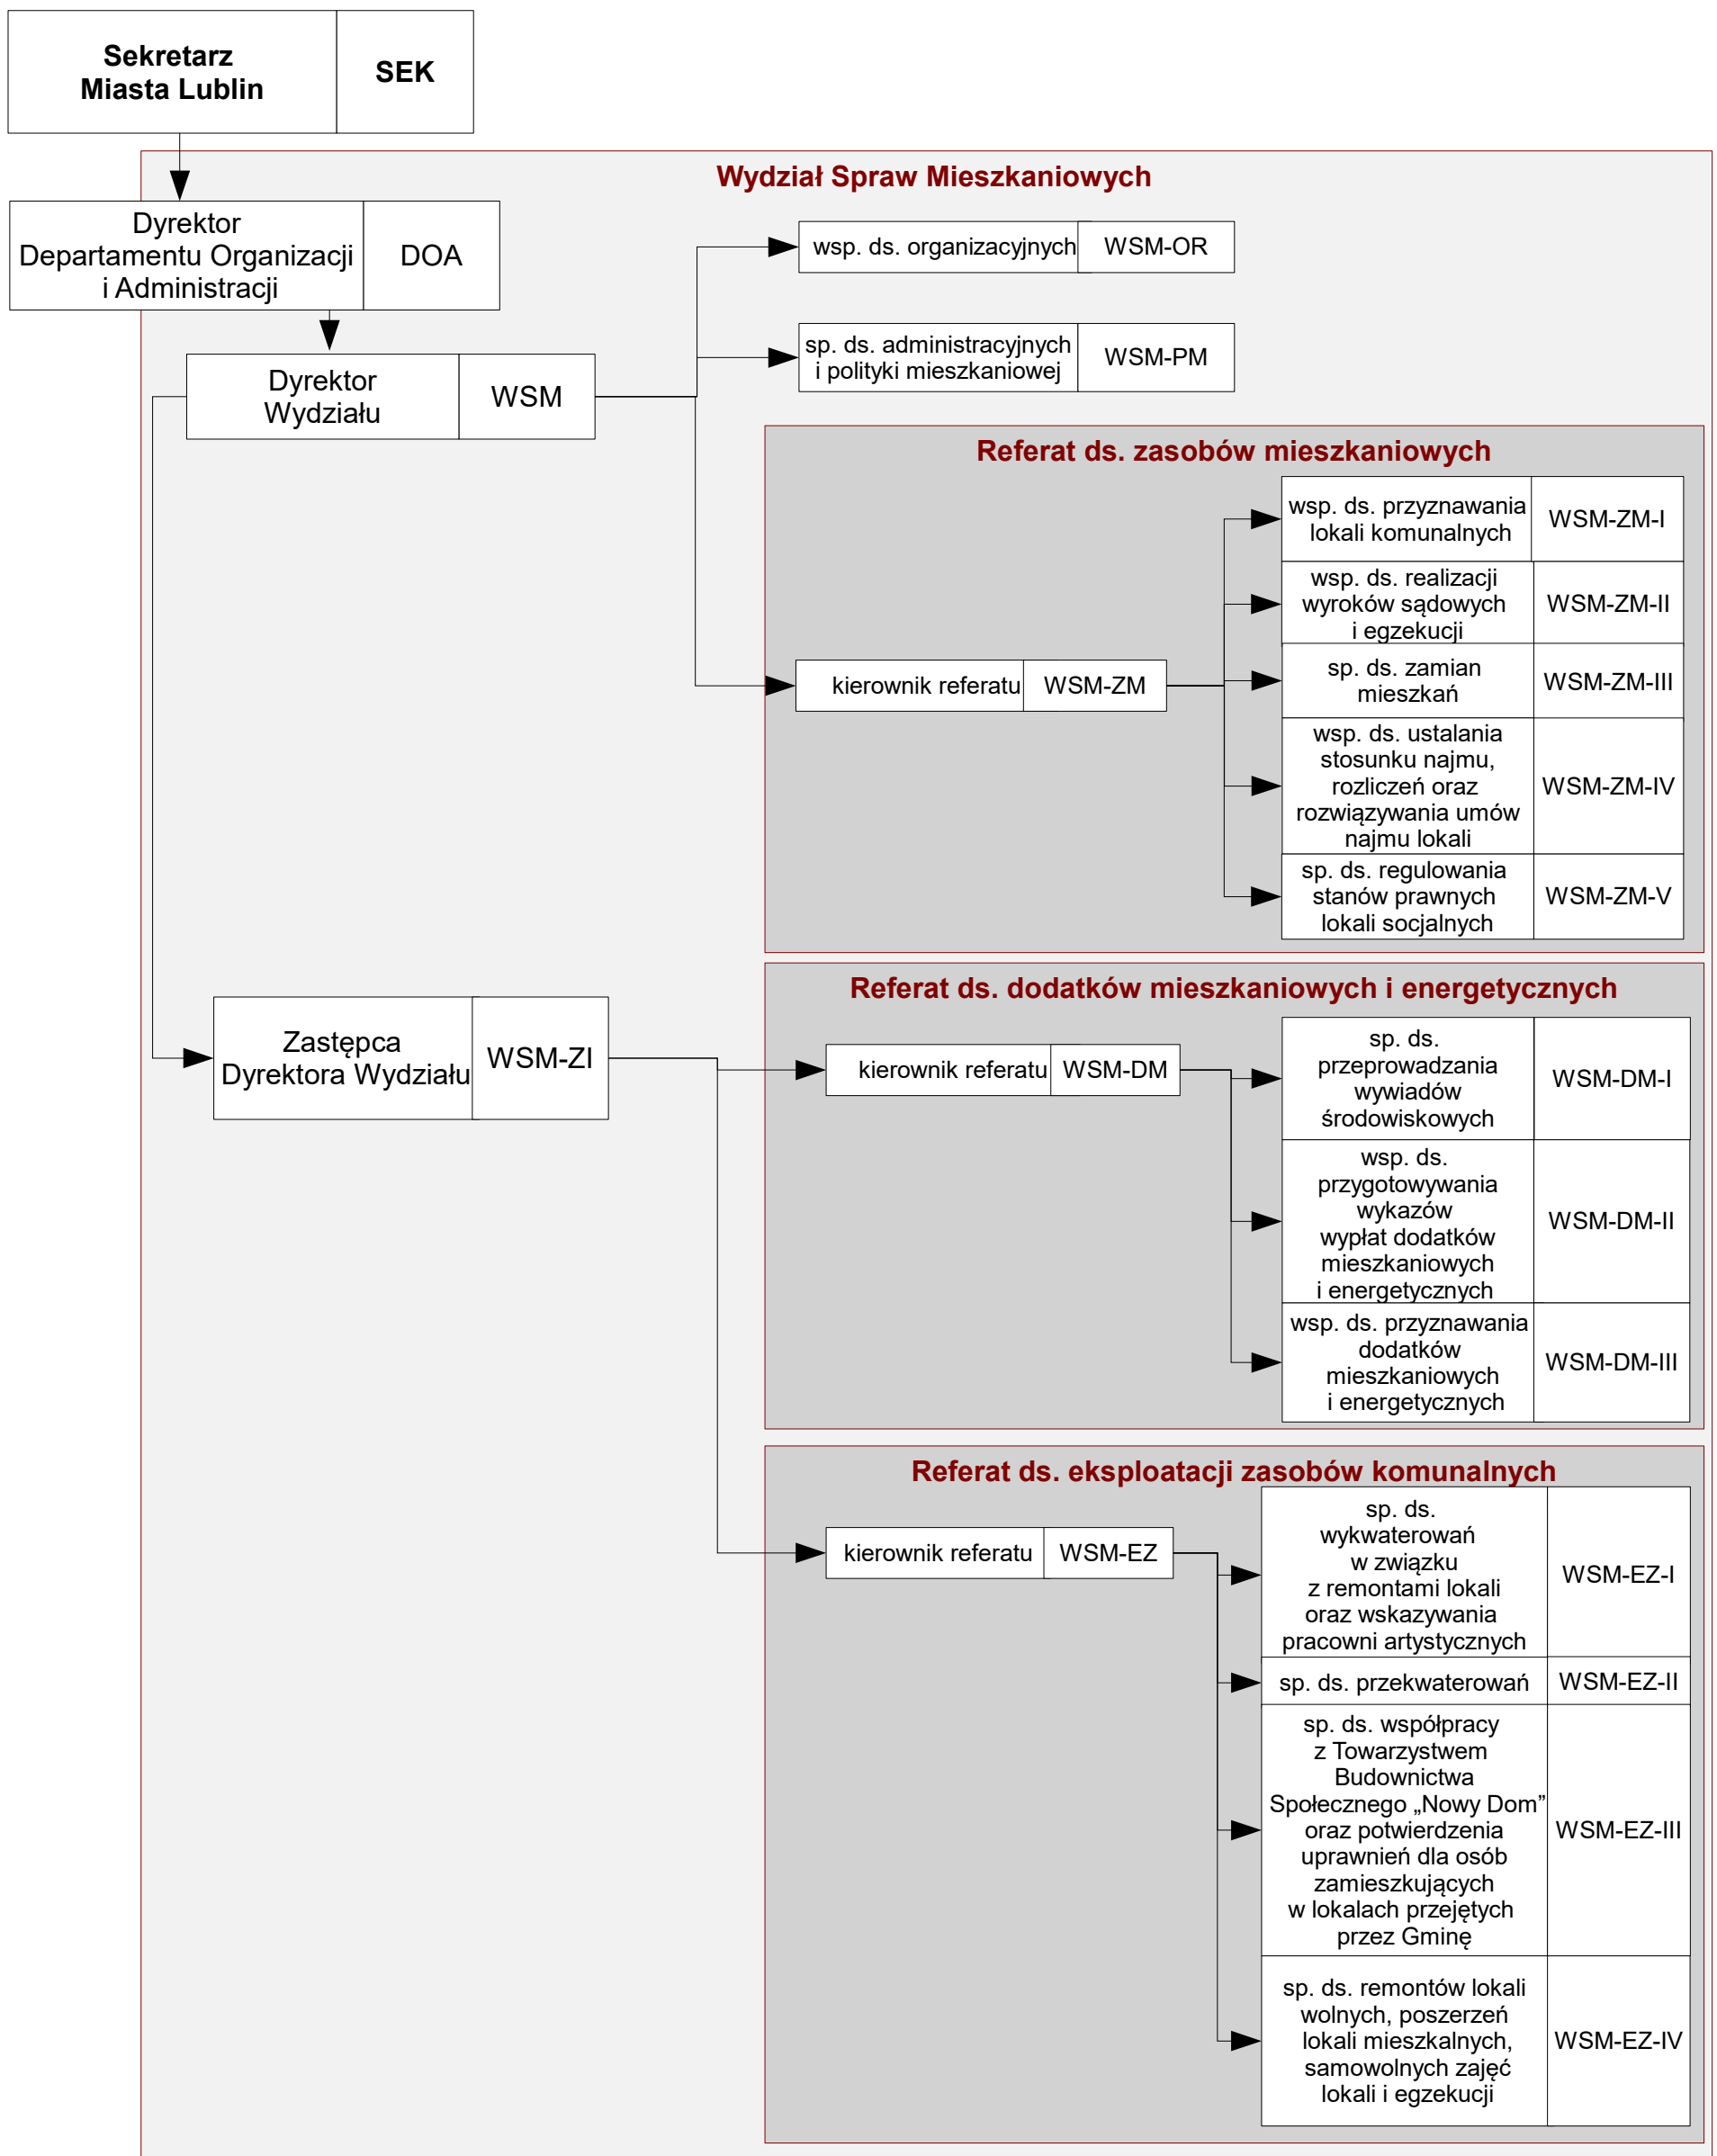 Sekretarz
Miasta Lublin
SEK
Wydział Spraw Mieszkaniowych
Dyrektor
Departamentu Organizacji
i Administracji
DOA
wsp. ds. organizacyjnych
WSM-OR
sp. ds. administracyjnych
i polityki mieszkaniowej
WSM-PM
Dyrektor
Wydziału
WSM
Referat ds. zasobów mieszkaniowych
wsp. ds. przyznawania
lokali komunalnych
WSM-ZM-I
wsp. ds. realizacji
wyroków sądowych
i egzekucji
WSM-ZM-II
kierownik referatu
WSM-ZM
sp. ds. zamian
mieszkań
WSM-ZM-III
wsp. ds. ustalania
stosunku najmu,
rozliczeń oraz
rozwiązywania umów
najmu lokali
WSM-ZM-IV
sp. ds. regulowania
stanów prawnych
lokali socjalnych
WSM-ZM-V
Referat ds. dodatków mieszkaniowych i energetycznych
Zastępca
Dyrektora Wydziału
WSM-ZI
kierownik referatu
WSM-DM
sp. ds.
przeprowadzania
wywiadów
środowiskowych
WSM-DM-I
wsp. ds.
przygotowywania
wykazów
wypłat dodatków
mieszkaniowych
i energetycznych
WSM-DM-II
wsp. ds. przyznawania
dodatków
mieszkaniowych
i energetycznych
WSM-DM-III
Referat ds. eksploatacji zasobów komunalnych
kierownik referatu
WSM-EZ
sp. ds.
wykwaterowań
w związku
z remontami lokali
oraz wskazywania
pracowni artystycznych
WSM-EZ-I
sp. ds. przekwaterowań
WSM-EZ-II
sp. ds. współpracy
z Towarzystwem
Budownictwa
Społecznego „Nowy Dom”
oraz potwierdzenia
uprawnień dla osób
zamieszkujących
w lokalach przejętych
przez Gminę
WSM-EZ-III
sp. ds. remontów lokali
wolnych, poszerzeń
lokali mieszkalnych,
samowolnych zajęć
lokali i egzekucji
WSM-EZ-IV